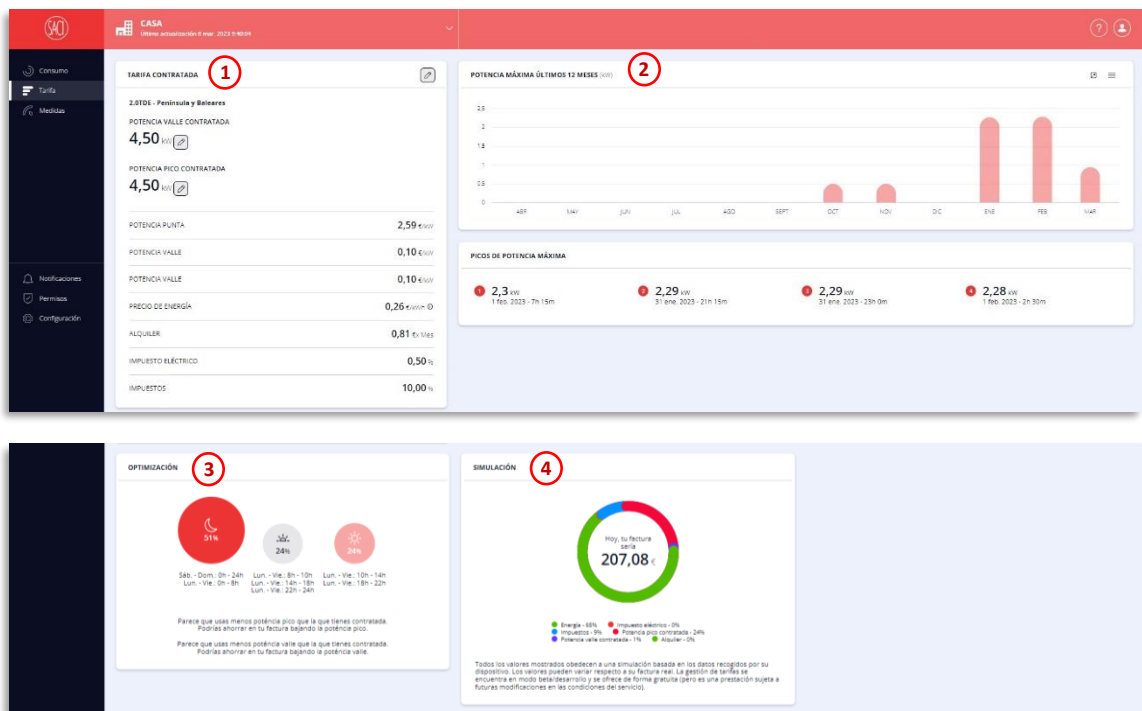 SACI
CASA
Última actualización 8 mar. 2023 9:48:04
?
Consumo
Tarifa
Medidas
Notificaciones
Permisos
Configuración
TARIFA CONTRATADA
1
2.0TDE - Península y Baleares
POTENCIA VALLE CONTRATADA
4,50 kW
POTENCIA PICO CONTRATADA
4,50 kW
POTENCIA PUNTA 2,59 €/kW
POTENCIA VALLE 0,10 €/kW
POTENCIA VALLE 0,10 €/kW
PRECIO DE ENERGÍA 0,26 €/kWh
ALQUILER 0,81 €x Mes
IMPUESTO ELÉCTRICO 0,50 %
IMPUESTOS 10,00 %
POTENCIA MÁXIMA ÚLTIMOS 12 MESES (kW)
2
2,5
2
1,5
1
0,5
0
ABR MAY JUN JUL AGO SEPT OCT NOV DIC ENE FEB MAR
PICOS DE POTENCIA MÁXIMA
1 2,3 kW
1 feb. 2023 - 7h 15m
2 2,29 kW
31 ene. 2023 - 21h 15m
3 2,29 kW
31 ene. 2023 - 23h 0m
4 2,28 kW
1 feb. 2023 - 2h 30m
OPTIMIZACIÓN
3
51%
24%
24%
Sáb. - Dom.: 0h - 24h
Lun. - Vie.: 0h - 8h
Lun. - Vie.: 8h - 10h
Lun. - Vie.: 14h - 18h
Lun. - Vie.: 22h - 24h
Lun. - Vie.: 10h - 14h
Lun. - Vie.: 18h - 22h
Parece que usas menos poténcia pico que la que tienes contratada.
Podrías ahorrar en tu factura bajando la poténcia pico.
Parece que usas menos poténcia valle que la que tienes contratada.
Podrías ahorrar en tu factura bajando la poténcia valle.
SIMULACIÓN
4
Hoy, tu factura
sería
207,08 €
Energía - 66% Impuesto eléctrico - 0%
Impuestos - 9% Potencia pico contratada - 24%
Potencia valle contratada - 1% Alquiler - 0%
Todos los valores mostrados obedecen a una simulación basada en los datos recogidos por su
dispositivo. Los valores pueden variar respecto a su factura real. La gestión de tarifas se
encuentra en modo beta/desarrollo y se ofrece de forma gratuita (pero es una prestación sujeta a
futuras modificaciones en las condiciones del servicio).